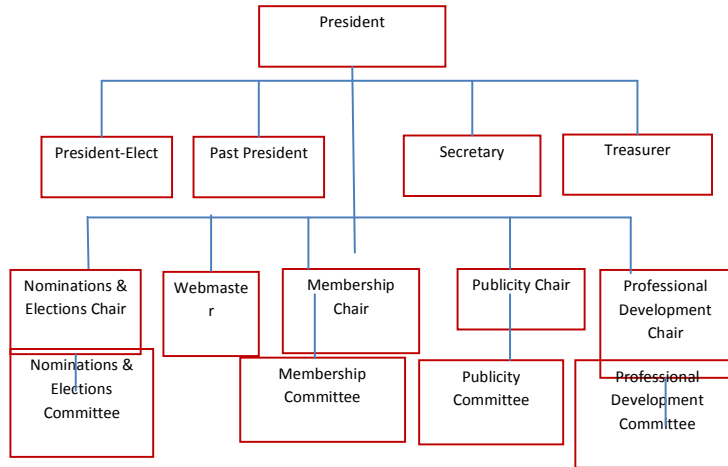 President
President-Elect
Past President
Secretary
Treasurer
Nominations &
Elections Chair
Webmaste
r
Membership
Chair
Publicity Chair
Professional
Development
Chair
Nominations &
Elections
Committee
Membership
Committee
Publicity
Committee
Professional
Development
Committee